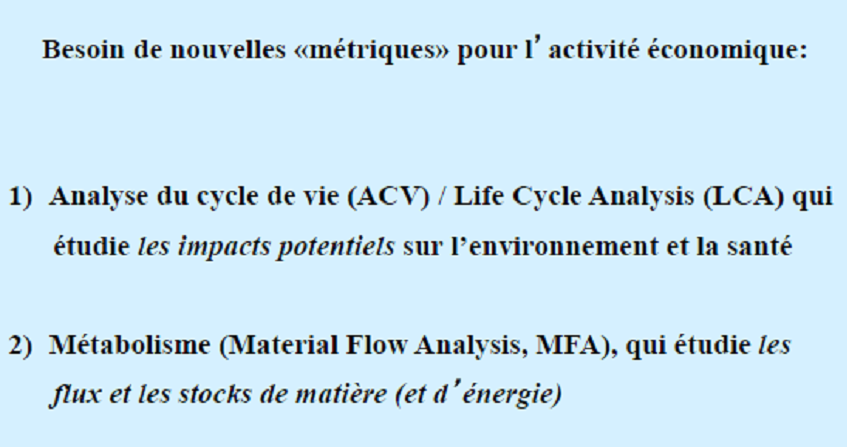 Besoin de nouvelles «métriques» pour l’ activité économique:
1) Analyse du cycle de vie (ACV) / Life Cycle Analysis (LCA) qui
étudie les impacts potentiels sur l’environnement et la santé
2) Métabolisme (Material Flow Analysis, MFA), qui étudie les
flux et les stocks de matière (et d’énergie)